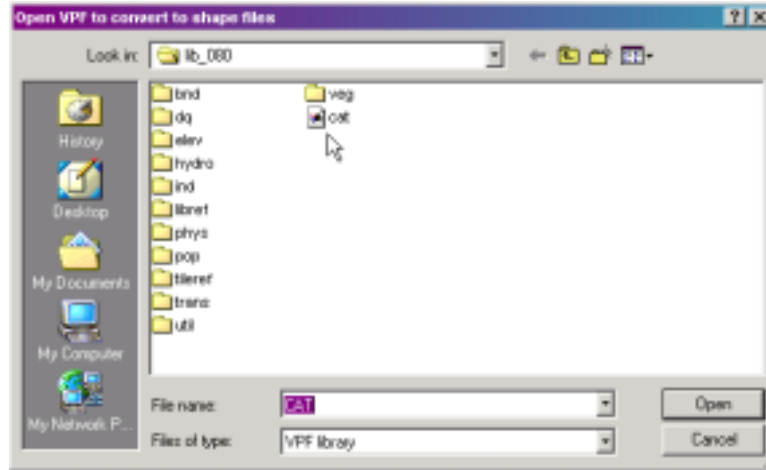 Open VPF to convert to shape files
Look in: lib_080
History
Desktop
My Documents
My Computer
My Network P...
bnd
dq
elev
hydro
ind
libref
phys
pop
tileref
trans
util
veg
cat
File name: CAT
Open
Files of type: VPF library
Cancel